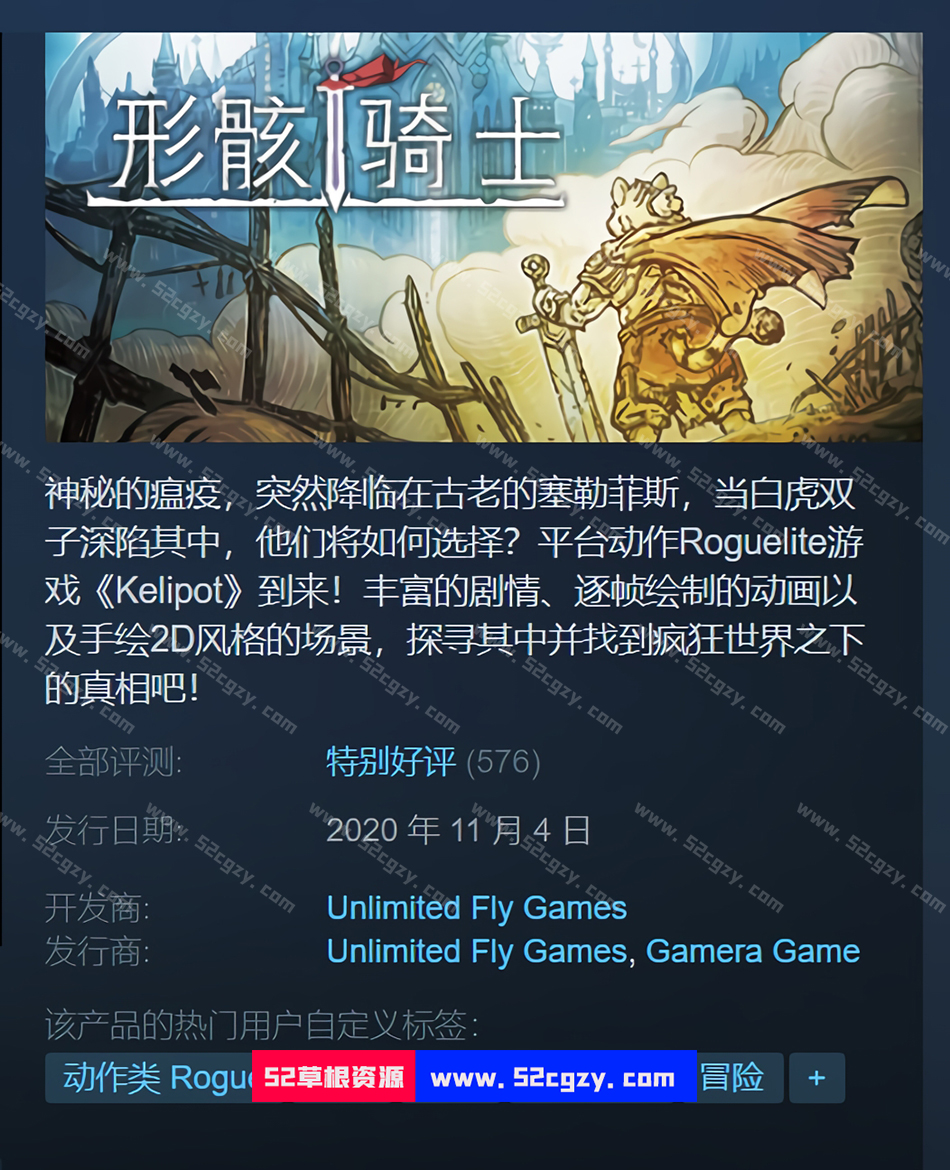 形骸骑士
神秘的瘟疫，突然降临在古老的塞勒菲斯，当白虎双
子深陷其中，他们将如何选择？平台动作Roguelite游
戏《Kelipot》到来！丰富的剧情、逐帧绘制的动画以
及手绘2D风格的场景，探寻其中并找到疯狂世界之下
的真相吧！
全部评测: 特别好评 (576)
发行日期: 2020 年 11 月 4 日
开发商: Unlimited Fly Games
发行商: Unlimited Fly Games, Gamera Game
该产品的热门用户自定义标签:
动作类 Rogue 52草根资源 www.52cgzy.com 冒险 +
www.52cgzy.com